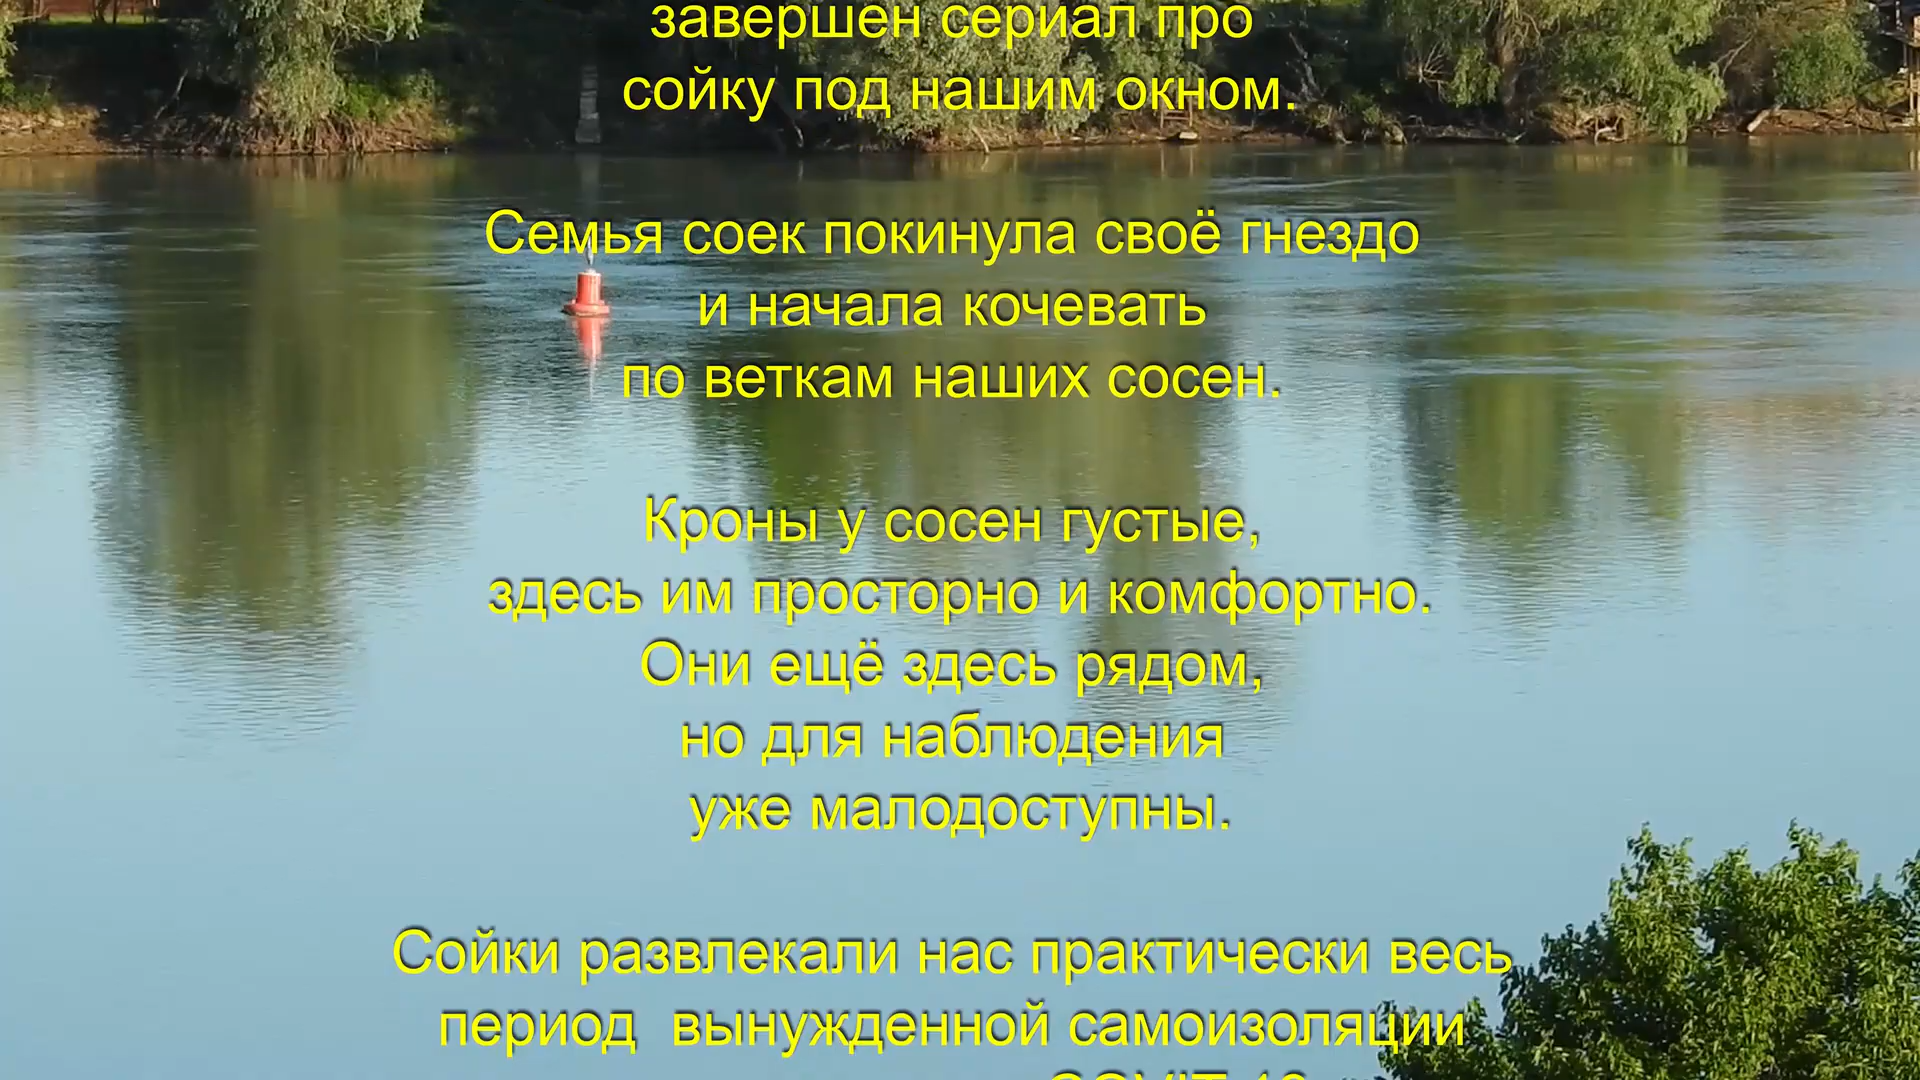 завершён сериал про
сойку под нашим окном.
Семья соек покинула своё гнездо
и начала кочевать
по веткам наших сосен.
Кроны у сосен густые,
здесь им просторно и комфортно.
Они ещё здесь рядом,
но для наблюдения
уже малодоступны.
Сойки развлекали нас практически весь
период вынужденной самоизоляции